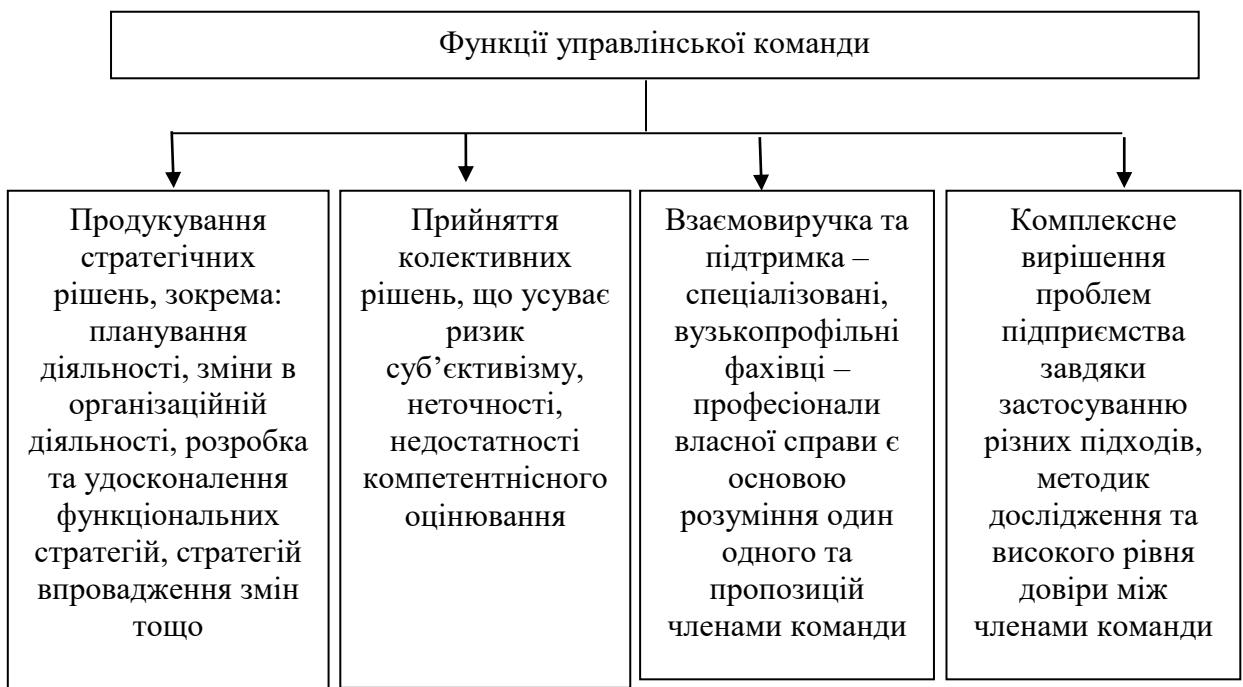 Функції управлінської команди
Продукування
стратегічних
рішень, зокрема:
планування
діяльності, зміни в
організаційній
діяльності, розробка
та удосконалення
функціональних
стратегій, стратегій
впровадження змін
тощо
Прийняття
колективних
рішень, що усуває
ризик
суб’єктивізму,
неточності,
недостатності
компетентнісного
оцінювання
Взаємовиручка та
підтримка –
спеціалізовані,
вузькопрофільні
фахівці –
професіонали
власної справи є
основою
розуміння один
одного та
пропозицій
членами команди
Комплексне
вирішення
проблем
підприємства
завдяки
застосуванню
різних підходів,
методик
дослідження та
високого рівня
довіри між
членами команди